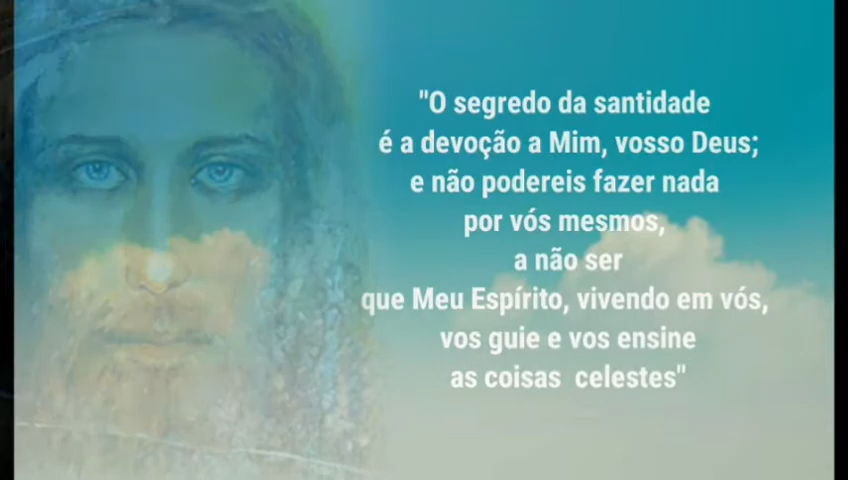 "O segredo da santidade
é a devoção a Mim, vosso Deus;
e não podereis fazer nada
por vós mesmos,
a não ser
que Meu Espírito, vivendo em vós,
vos guie e vos ensine
as coisas  celestes"